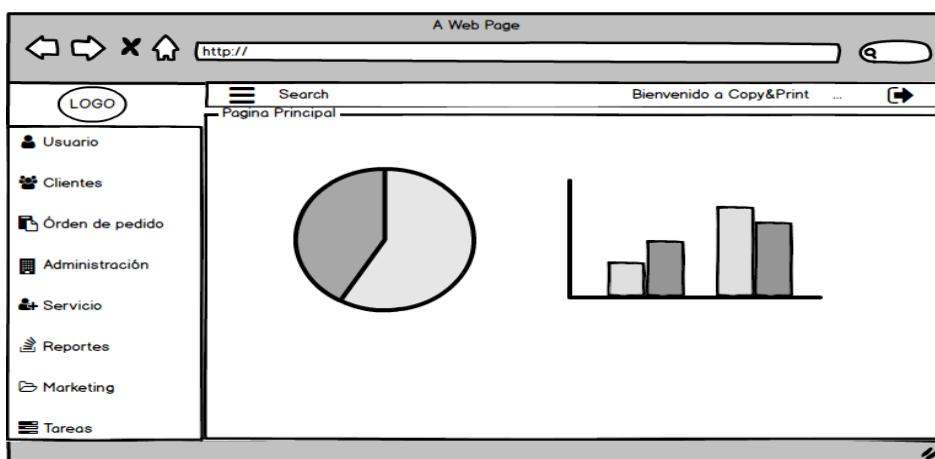 A Web Page
http://
LOGO
Search
Bienvenido a Copy&Print ...
Pagina Principal
Usuario
Clientes
Órden de pedido
Administración
Servicio
Reportes
Marketing
Tareas